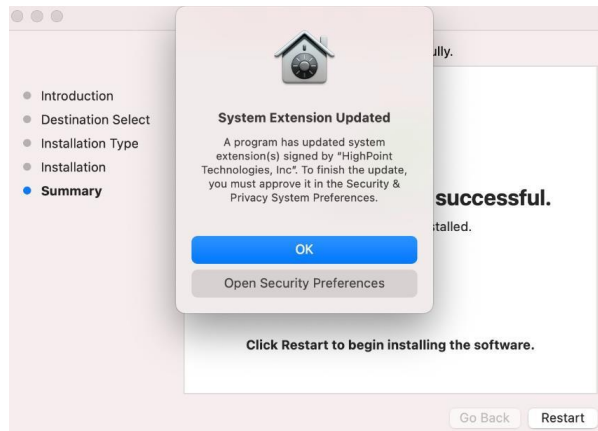 ully.
Introduction
Destination Select
Installation Type
Installation
Summary
System Extension Updated
A program has updated system
extension(s) signed by "HighPoint
Technologies, Inc". To finish the update,
you must approve it in the Security &
Privacy System Preferences.
OK
Open Security Preferences
successful.
stalled.
Click Restart to begin installing the software.
Go Back
Restart